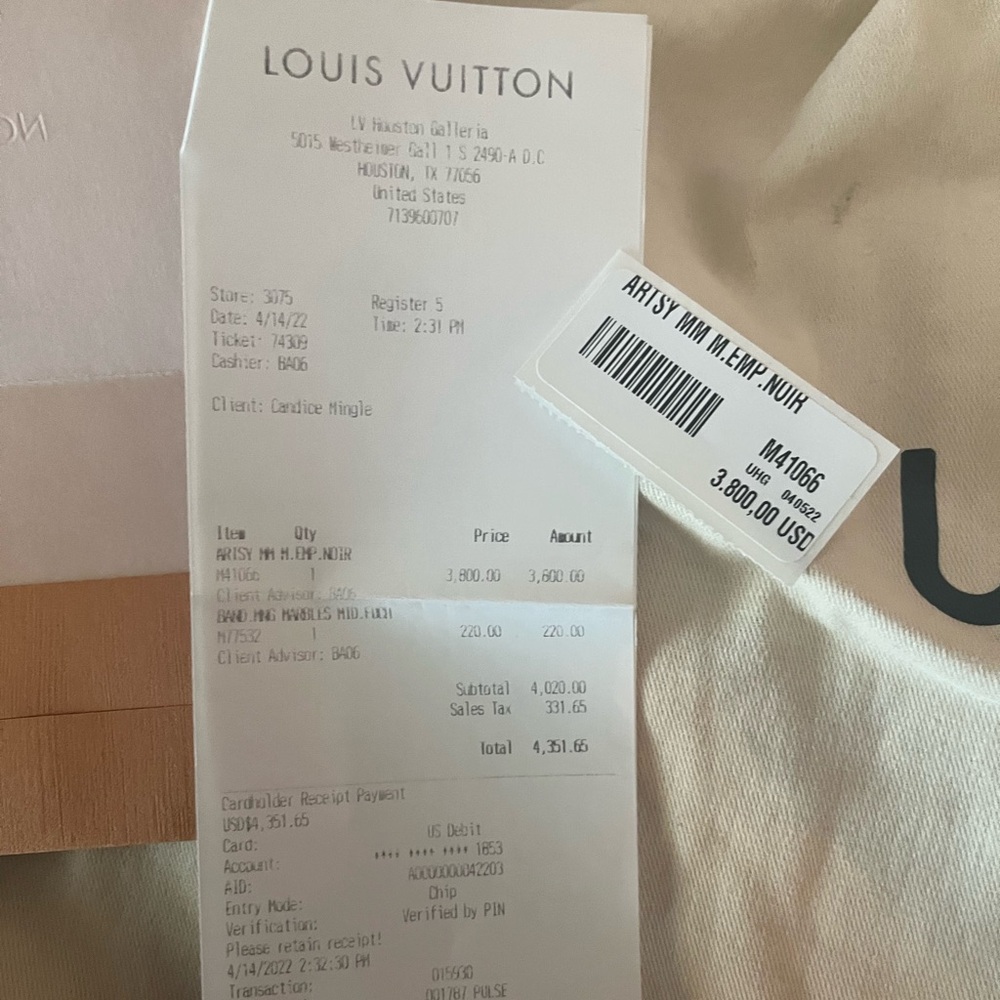 LOUIS VUITTON
LV Houston Galleria
5015 Westheimer Gall 1 S 2490-A D.C
HOUSTON, TX 77056
United States
7139600707
Store: 3075 Register 5
Date: 4/14/22 Time: 2:31 PM
Ticket: 74309
Cashier: BA06
Client: Candice Mingle
Item Qty Price Amount
ARTSY MM M.EMP.NOIR
M41066 1 3,800.00 3,800.00
Client Advisor: BA06
BAND.MNG MARBLES MID.FUCH
M77532 1 220.00 220.00
Client Advisor: BA06
Subtotal 4,020.00
Sales Tax 331.65
Total 4,351.65
Cardholder Receipt Payment
USD$4,351.65
Card: US Debit
Account: **** **** **** 1853
AID: A0000000042203
Entry Mode: Chip
Verification: Verified by PIN
Please retain receipt!
4/14/2022 2:32:30 PM
Transaction: 015930
001787 PULSE
ARTSY MM M.EMP.NOIR
M41066
UHG 040522
3.800,00 USD